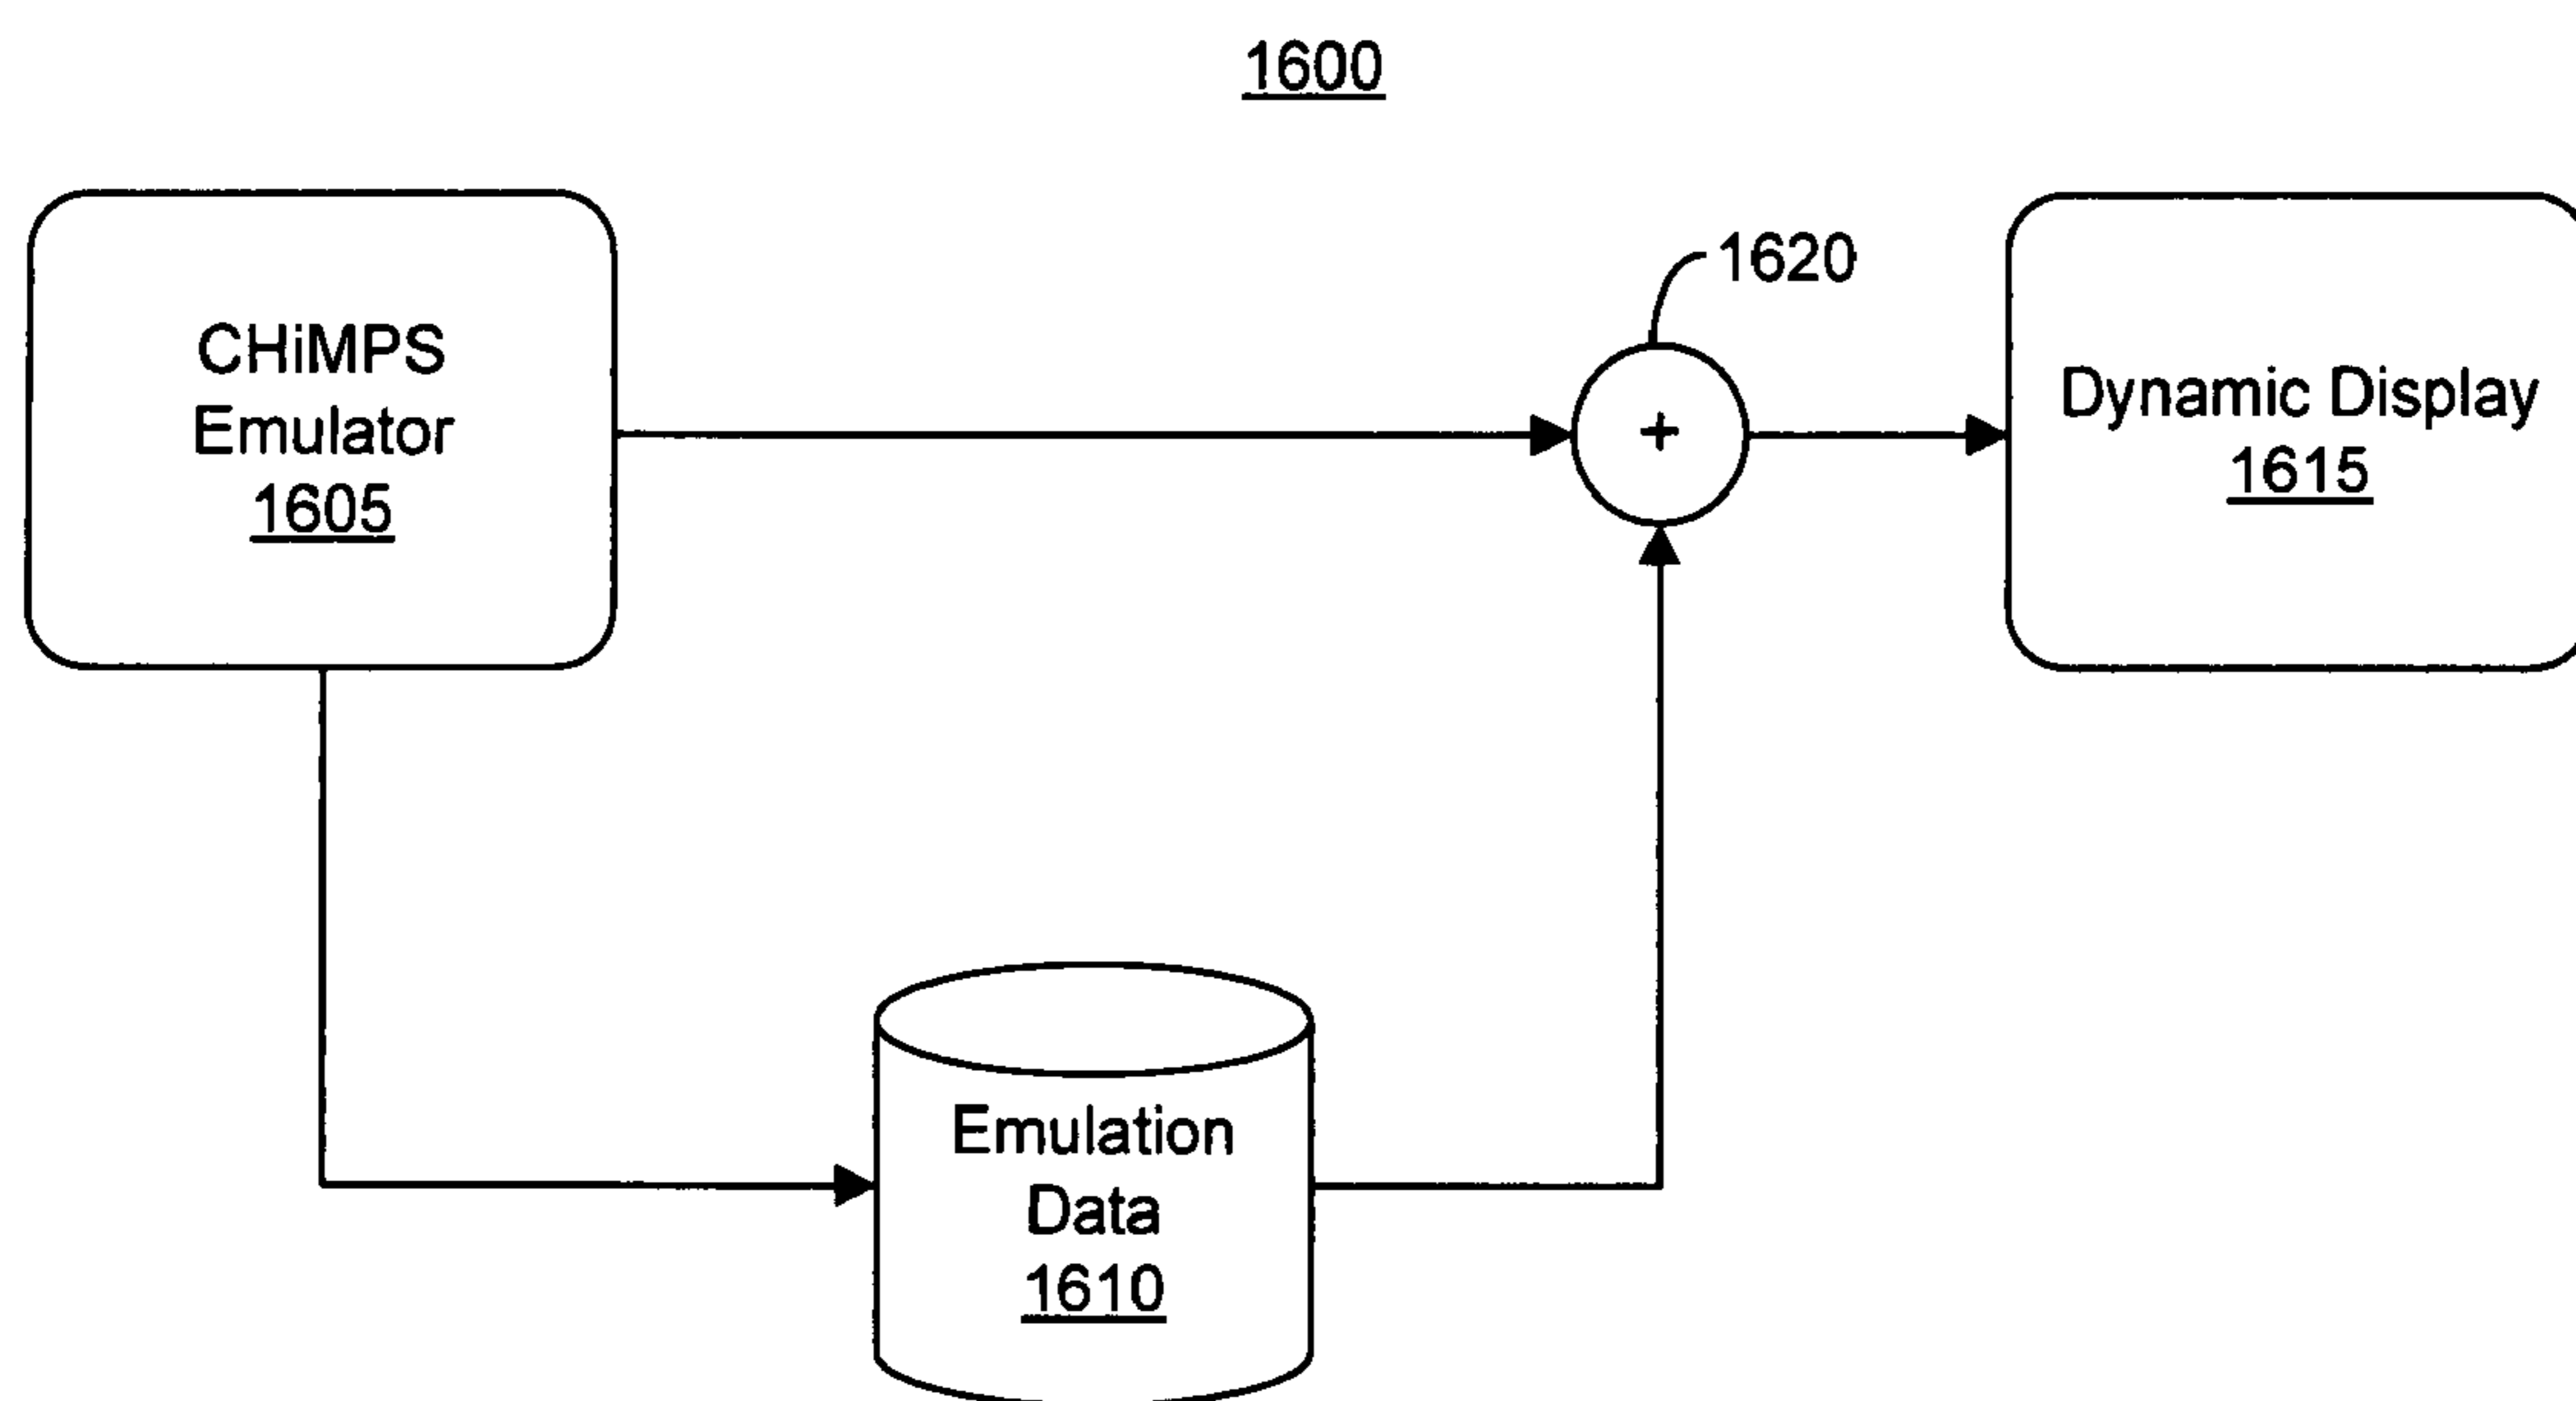 1600
1620
CHiMPS
Emulator
1605
+
Dynamic Display
1615
Emulation
Data
1610